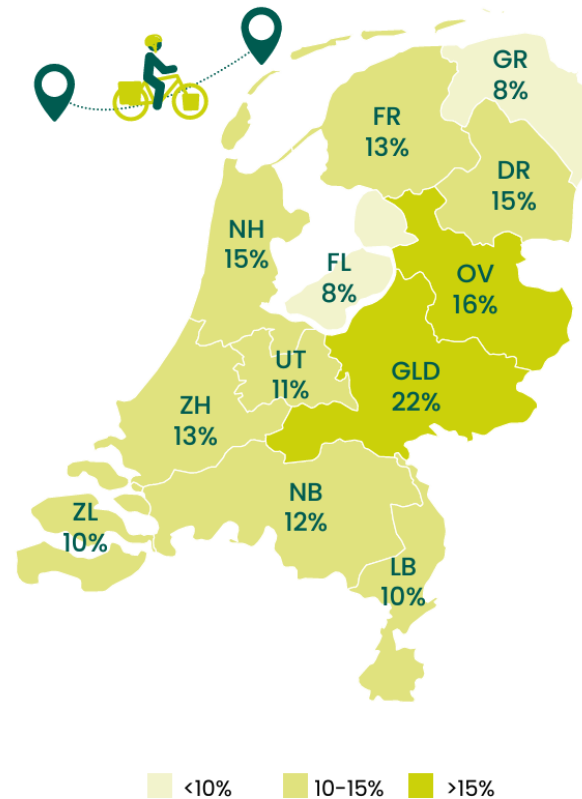 GR
8%
FR
13%
DR
15%
NH
15%
FL
8%
OV
16%
UT
11%
GLD
22%
ZH
13%
NB
12%
ZL
10%
LB
10%
<10%
10-15%
>15%